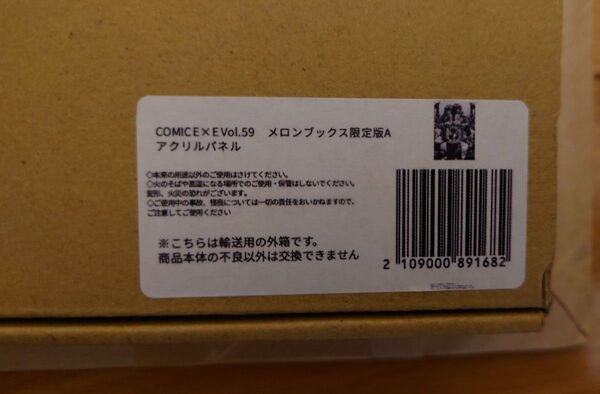 COMIC E×E Vol.59　メロンブックス限定版A
アクリルパネル
◇本来の用途以外のご使用はさけてください。
◇火のそばや高温になる場所でのご使用・保管はしないでください。
変形、火災の恐れがございます。
◇ご使用中の事故、怪我については一切の責任をおいかねますので、
ご注意してご使用ください
※こちらは輸送用の外箱です。
商品本体の不良以外は交換できません
2 109000 891682